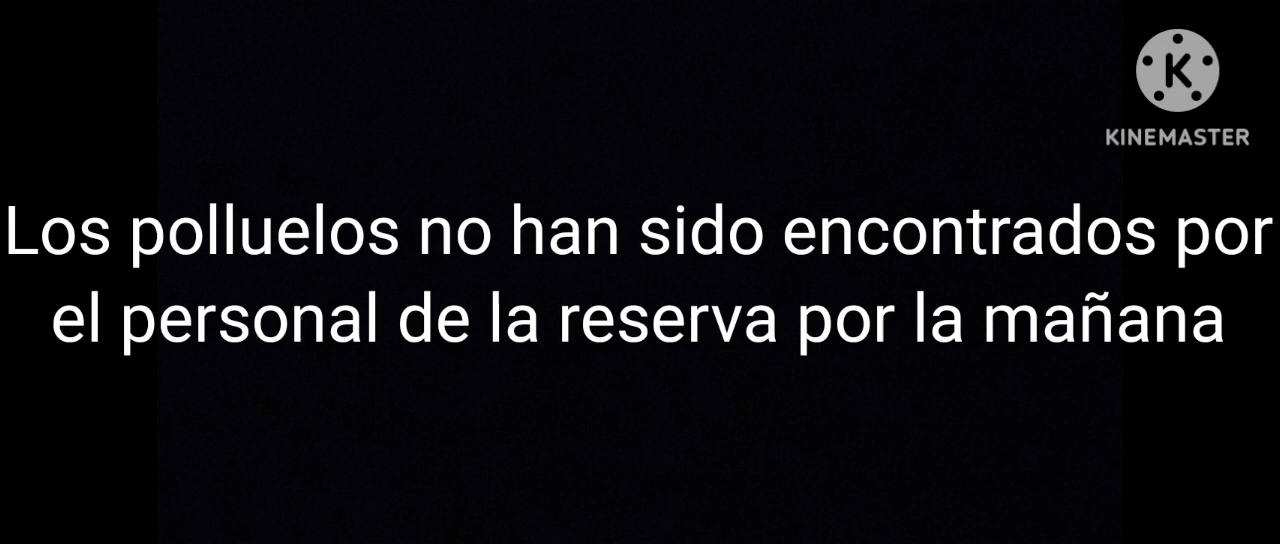 K
KINEMASTER
Los polluelos no han sido encontrados por
el personal de la reserva por la mañana